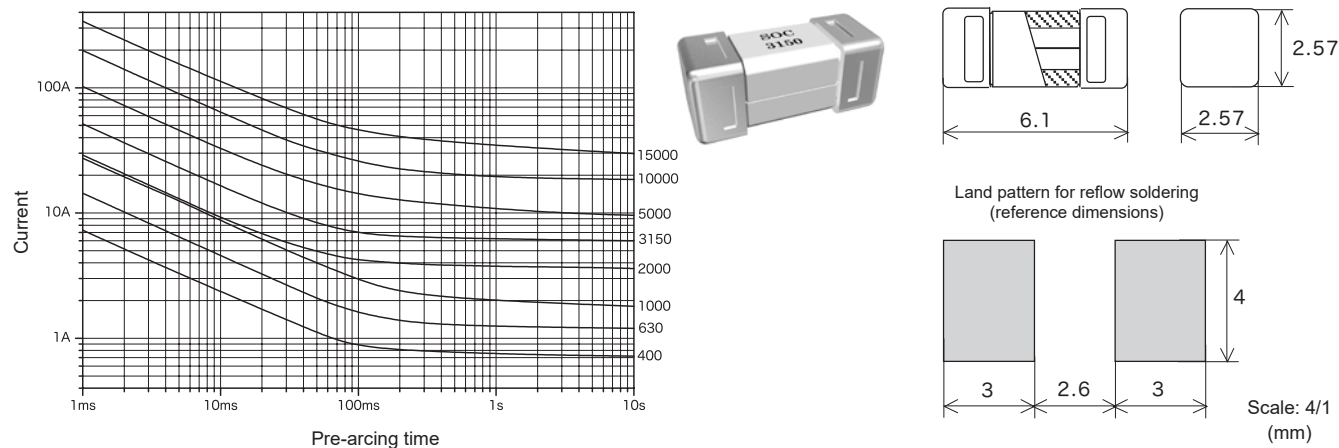 Current
100A
10A
1A
1ms
10ms
100ms
1s
10s
Pre-arcing time
15000
10000
5000
3150
2000
1000
630
400
SOC
3150
6.1
2.57
2.57
Land pattern for reflow soldering
(reference dimensions)
4
3
2.6
3
Scale: 4/1
(mm)